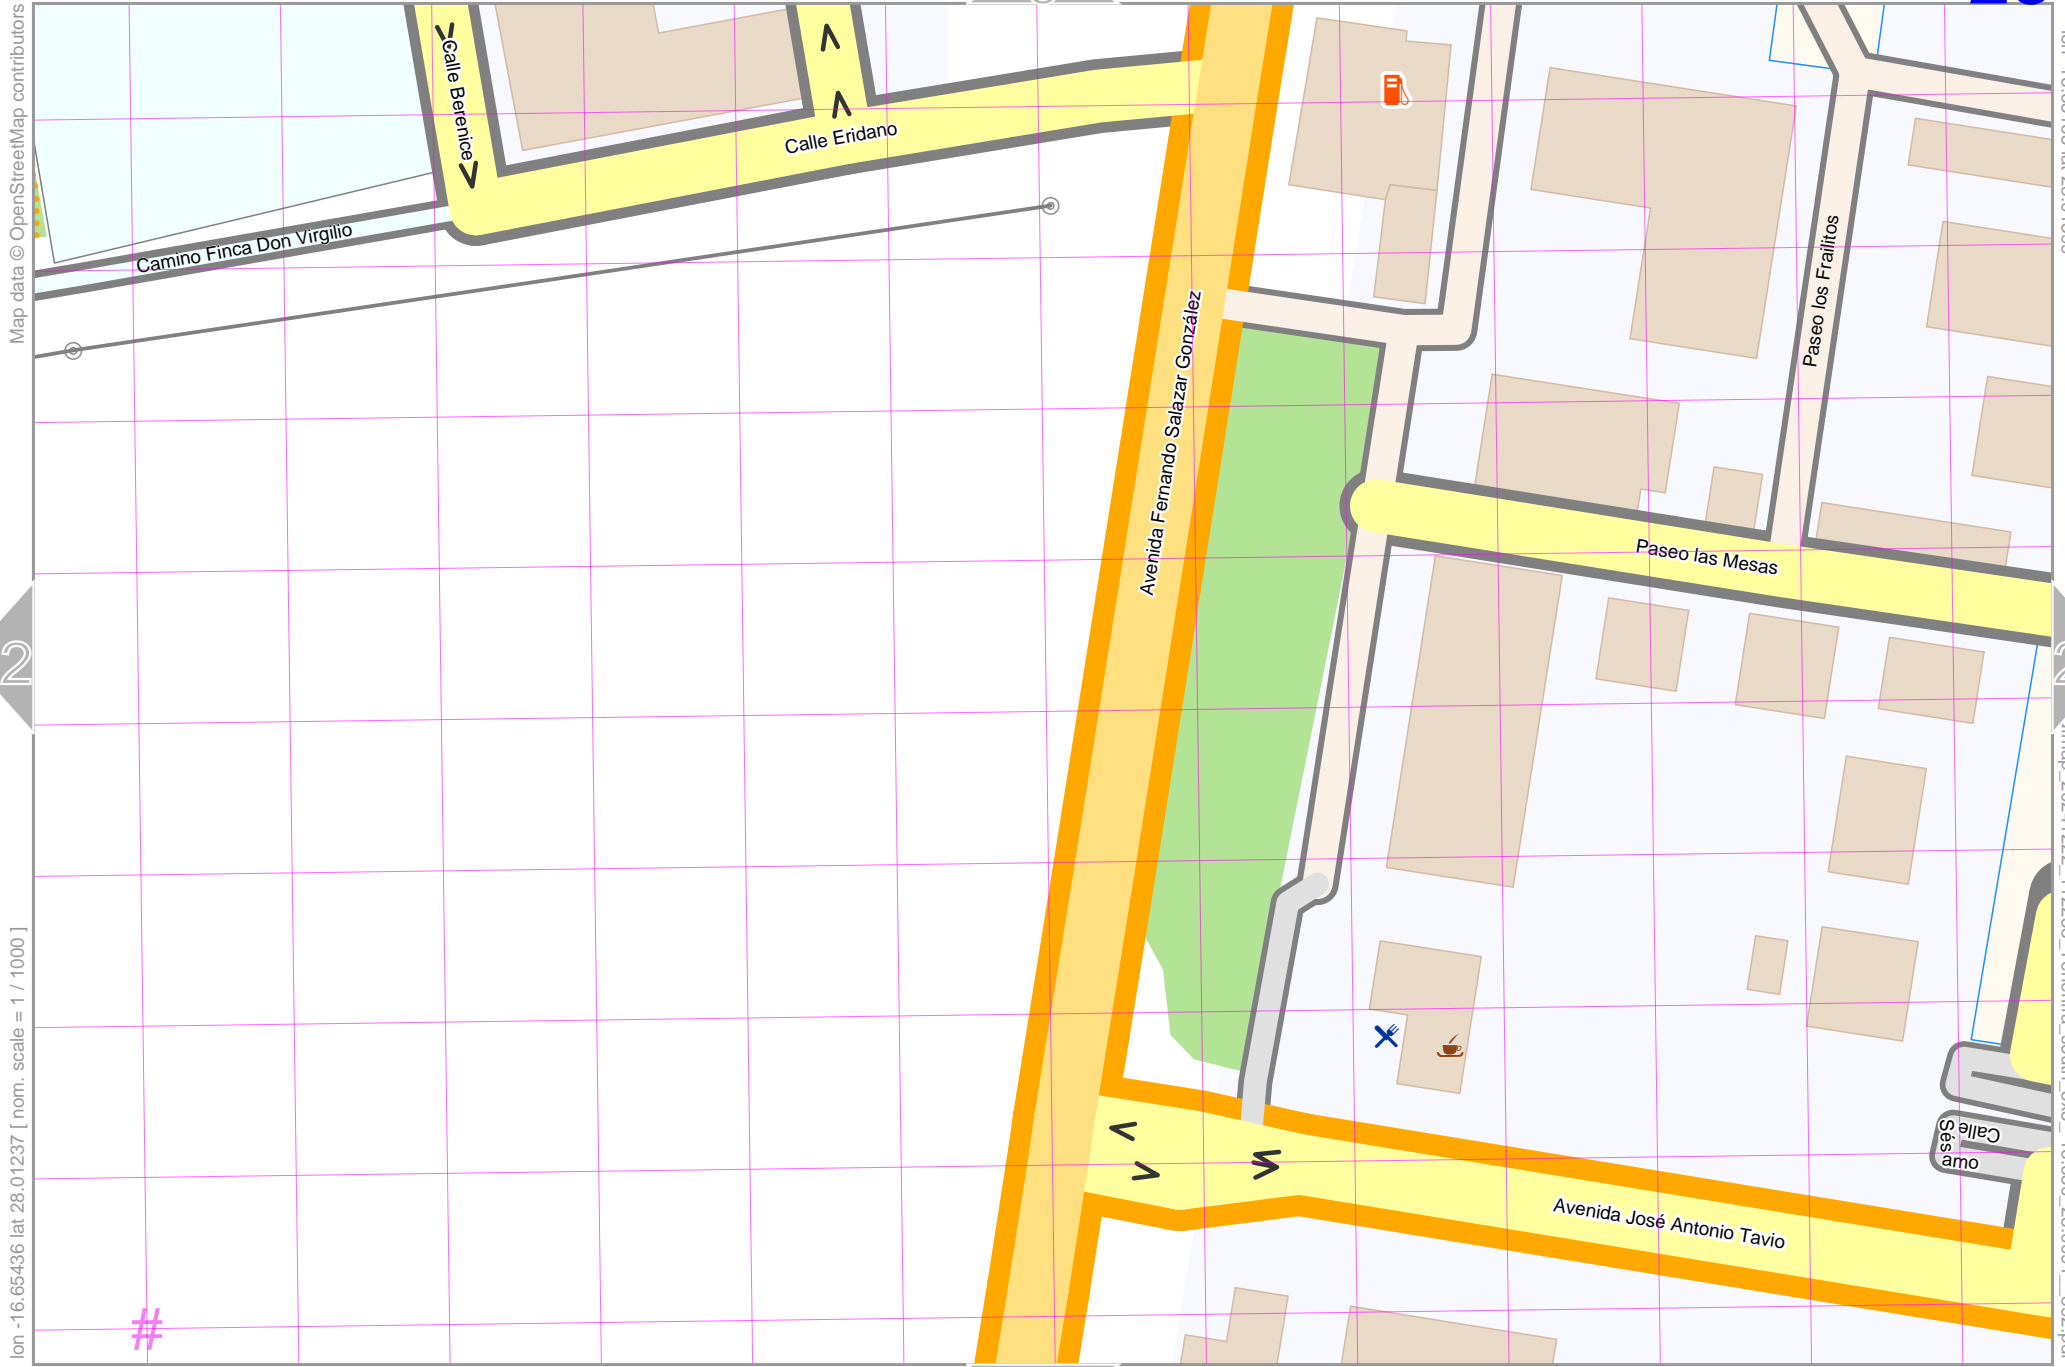 Map data © OpenStreetMap contributors
Calle Berenice
Calle Eridano
Camino Finca Don Virgilio
Paseo los Frailitos
Avenida Fernando Salazar González
Paseo las Mesas
2
lon -16.65436 lat 28.01237 [ nom. scale = 1 / 1000 ]
Calle
Sés
amo
Avenida José Antonio Tavio
#